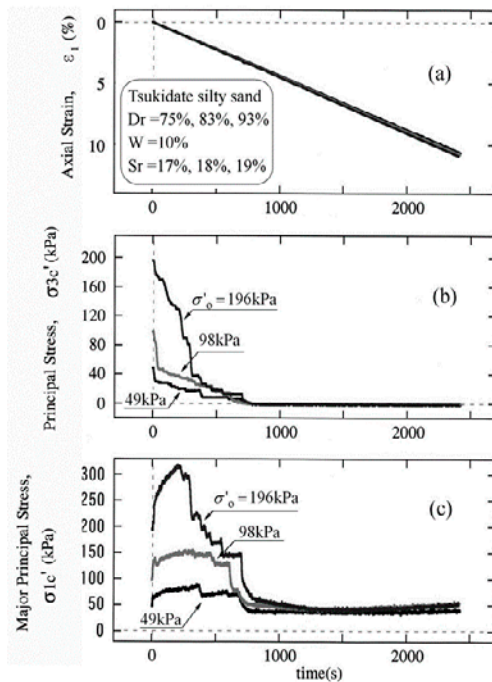 0
5
10
Axial Strain, ε1 (%)
(a)
Tsukidate silty sand
Dr =75%, 83%, 93%
W =10%
Sr =17%, 18%, 19%
0 1000 2000
200
160
120
80
40
0
Principal Stress, σ3c' (kPa)
(b)
σ'o =196kPa
98kPa
49kPa
0 1000 2000
300
250
200
150
100
50
0
Major Principal Stress,
σ1c' (kPa)
(c)
σ'o =196kPa
98kPa
49kPa
0 1000 2000
time(s)